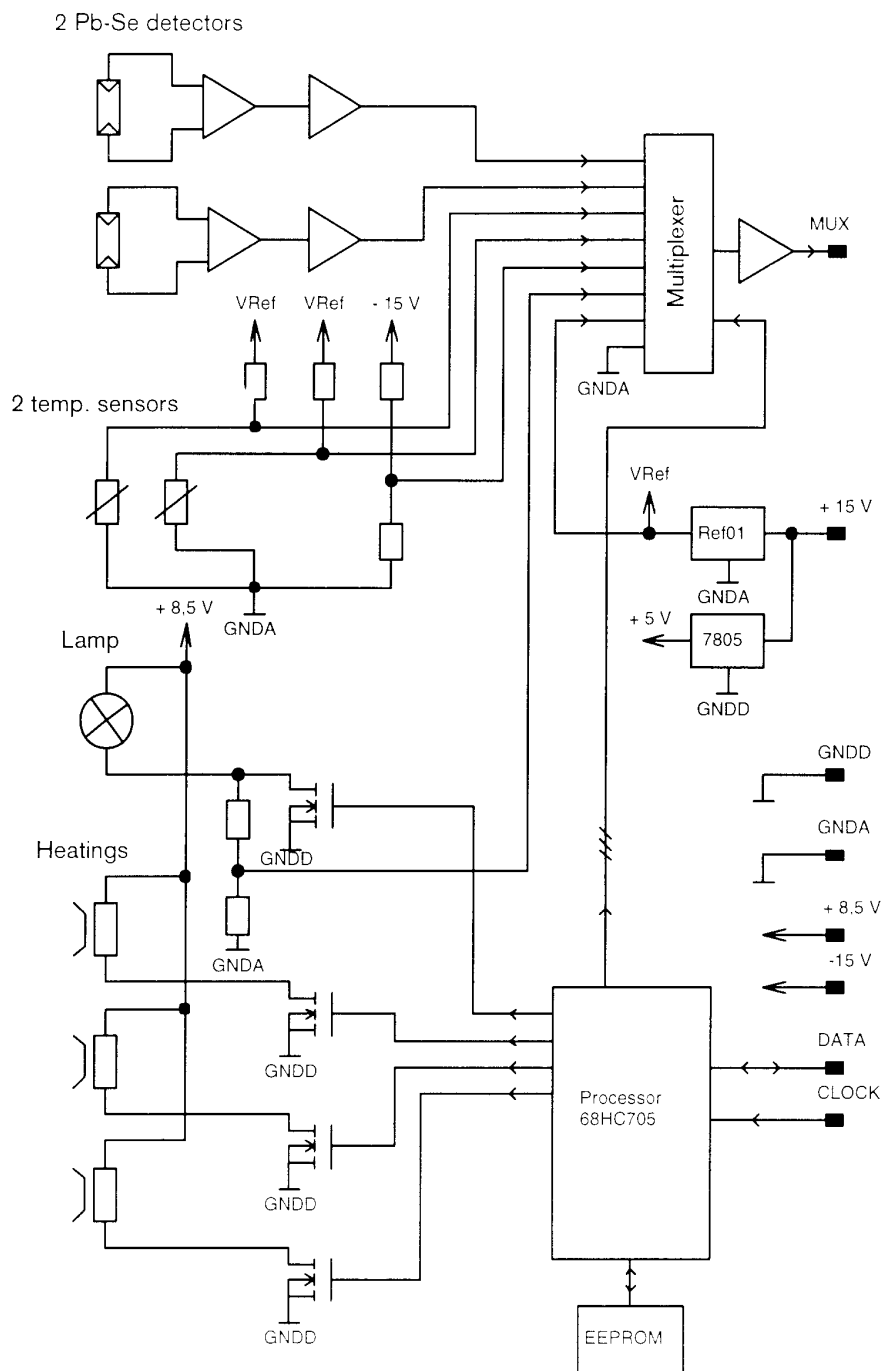 2 Pb-Se detectors
Multiplexer
MUX
VRef
VRef
- 15 V
GNDA
2 temp. sensors
VRef
+ 15 V
Ref01
GNDA
+ 8,5 V
GNDA
+ 5 V
7805
Lamp
GNDD
GNDD
GNDA
GNDD
Heatings
+ 8,5 V
GNDA
-15 V
DATA
GNDD
CLOCK
Processor
68HC705
GNDD
GNDD
EEPROM